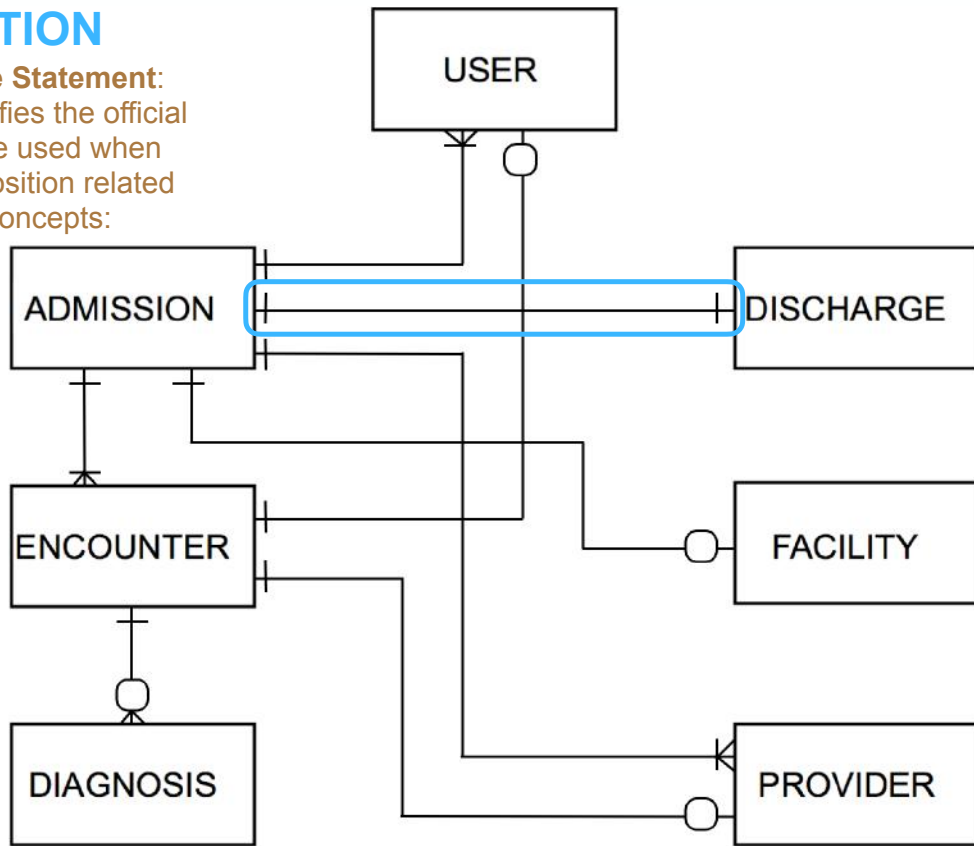 TION
e Statement:
fies the official
e used when
osition related
oncepts:
USER
ADMISSION
DISCHARGE
ENCOUNTER
FACILITY
DIAGNOSIS
PROVIDER